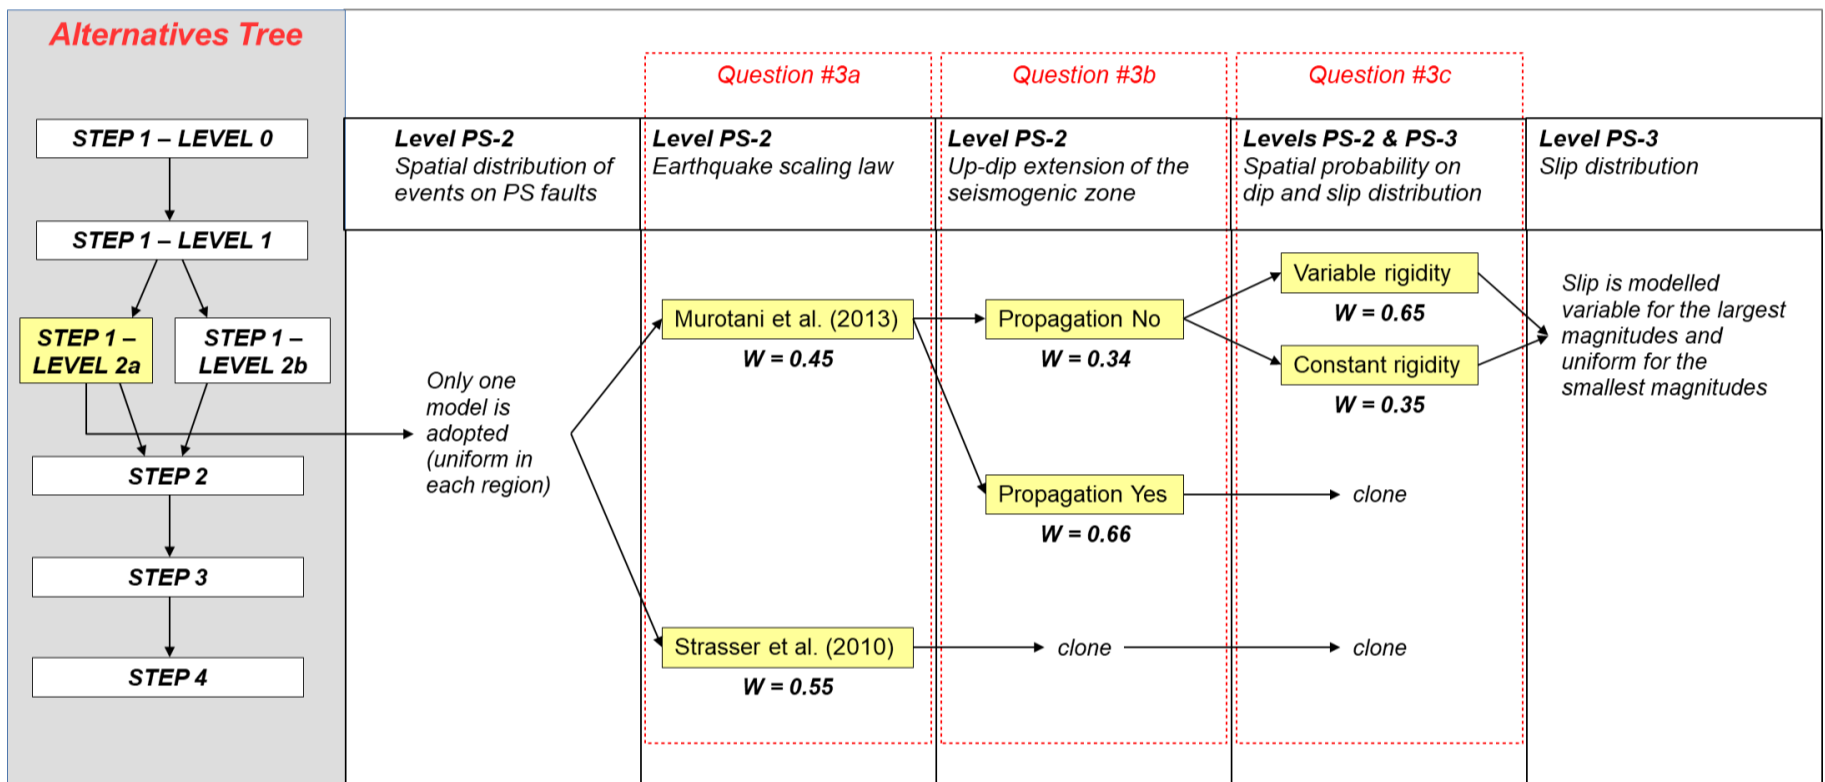 Alternatives Tree
STEP 1 – LEVEL 0
STEP 1 – LEVEL 1
STEP 1 –
LEVEL 2a
STEP 1 –
LEVEL 2b
STEP 2
STEP 3
STEP 4
Question #3a
Question #3b
Question #3c
Level PS-2
Spatial distribution of
events on PS faults
Level PS-2
Earthquake scaling law
Level PS-2
Up-dip extension of the
seismogenic zone
Levels PS-2 & PS-3
Spatial probability on
dip and slip distribution
Level PS-3
Slip distribution
Only one
model is
adopted
(uniform in
each region)
Murotani et al. (2013)
W = 0.45
Strasser et al. (2010)
W = 0.55
Propagation No
W = 0.34
Propagation Yes
W = 0.66
clone
Variable rigidity
W = 0.65
Constant rigidity
W = 0.35
clone
clone
Slip is modelled
variable for the largest
magnitudes and
uniform for the
smallest magnitudes